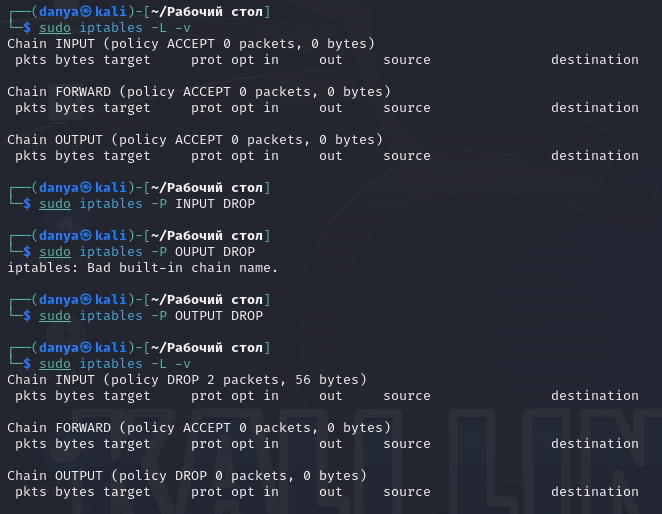 ┌──(danya㉿kali)-[~/Рабочий стол]
└─$ sudo iptables -L -v
Chain INPUT (policy ACCEPT 0 packets, 0 bytes)
 pkts bytes target     prot opt in     out     source               destination

Chain FORWARD (policy ACCEPT 0 packets, 0 bytes)
 pkts bytes target     prot opt in     out     source               destination

Chain OUTPUT (policy ACCEPT 0 packets, 0 bytes)
 pkts bytes target     prot opt in     out     source               destination

┌──(danya㉿kali)-[~/Рабочий стол]
└─$ sudo iptables -P INPUT DROP

┌──(danya㉿kali)-[~/Рабочий стол]
└─$ sudo iptables -P OUPUT DROP
iptables: Bad built-in chain name.

┌──(danya㉿kali)-[~/Рабочий стол]
└─$ sudo iptables -P OUTPUT DROP

┌──(danya㉿kali)-[~/Рабочий стол]
└─$ sudo iptables -L -v
Chain INPUT (policy DROP 2 packets, 56 bytes)
 pkts bytes target     prot opt in     out     source               destination

Chain FORWARD (policy ACCEPT 0 packets, 0 bytes)
 pkts bytes target     prot opt in     out     source               destination

Chain OUTPUT (policy DROP 0 packets, 0 bytes)
 pkts bytes target     prot opt in     out     source               destination
KALI LIN